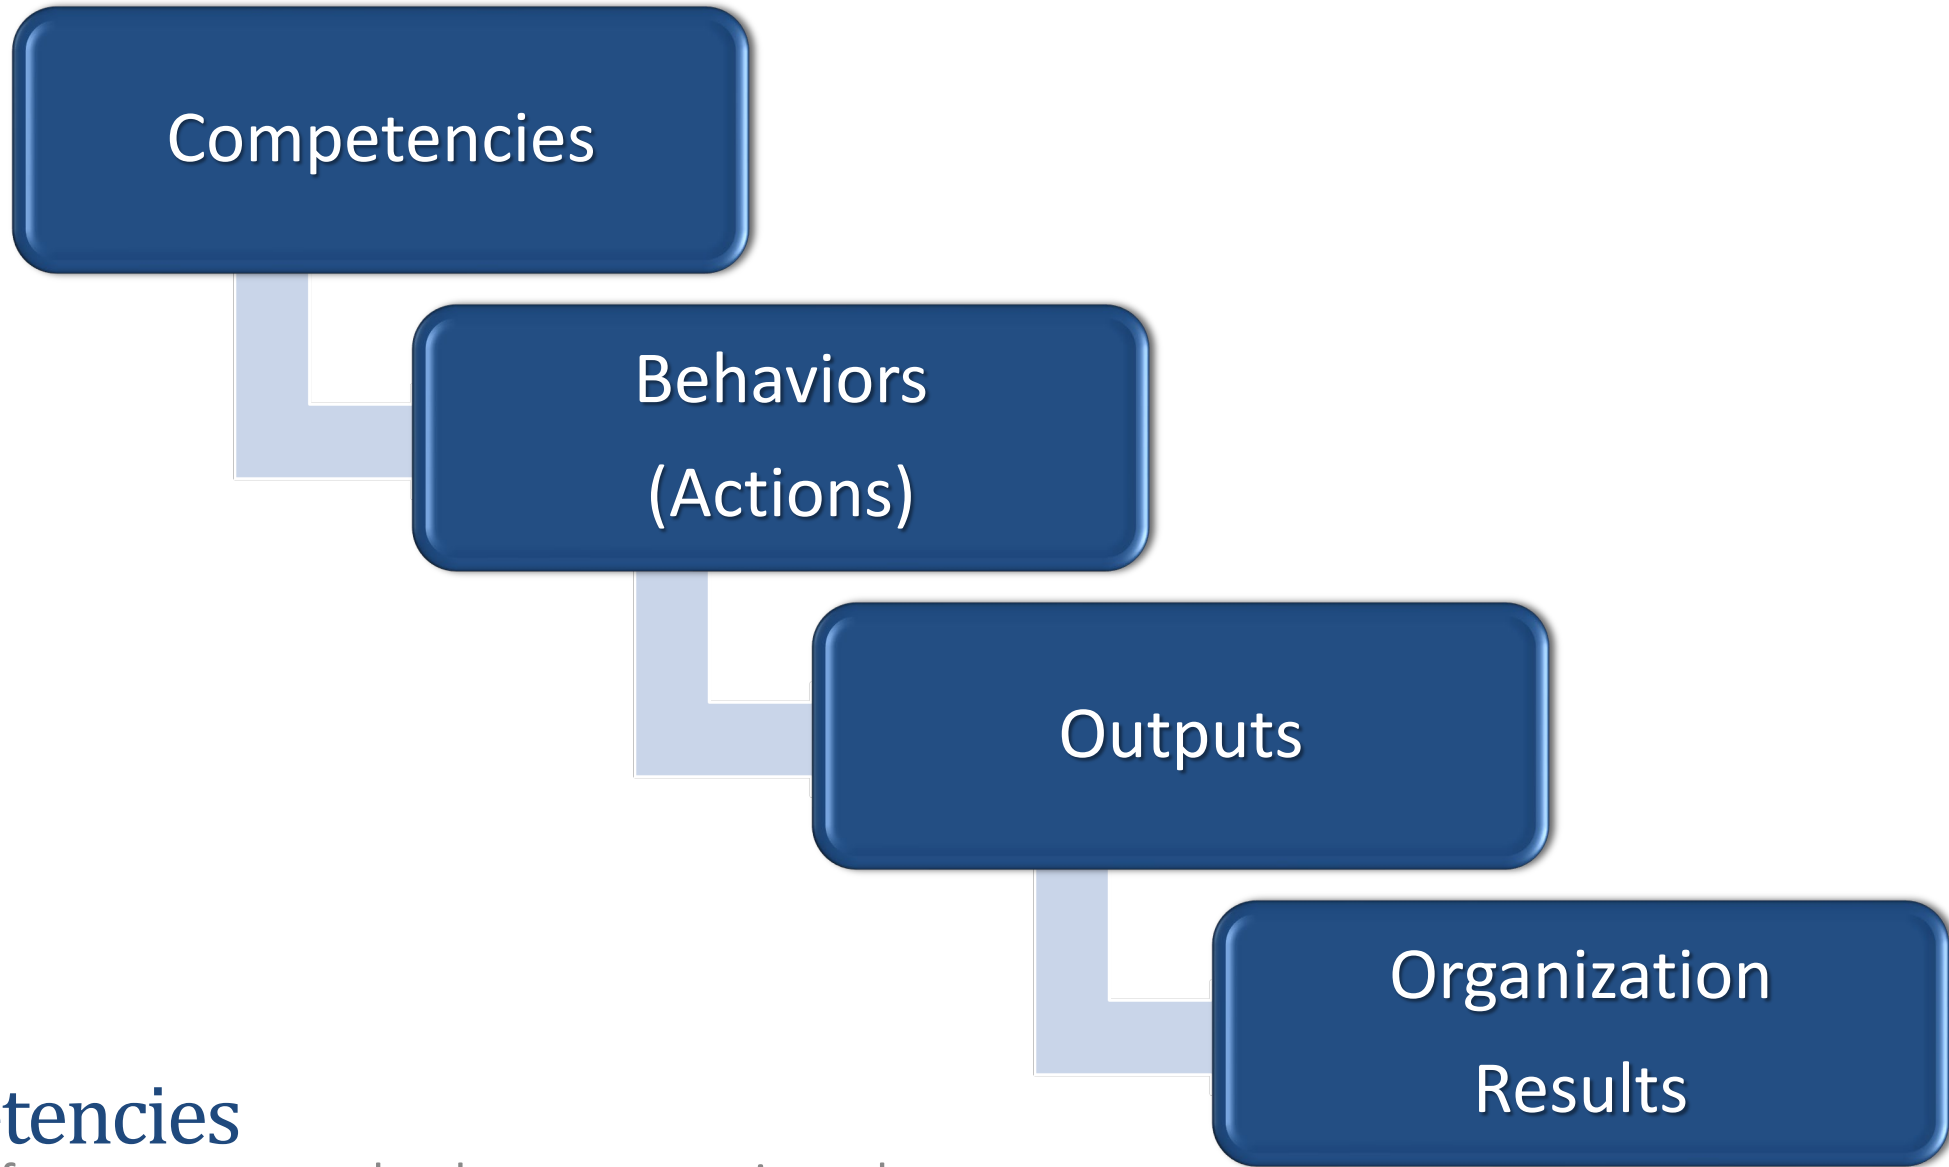 Competencies
Behaviors
(Actions)
Outputs
Organization
Results
tencies